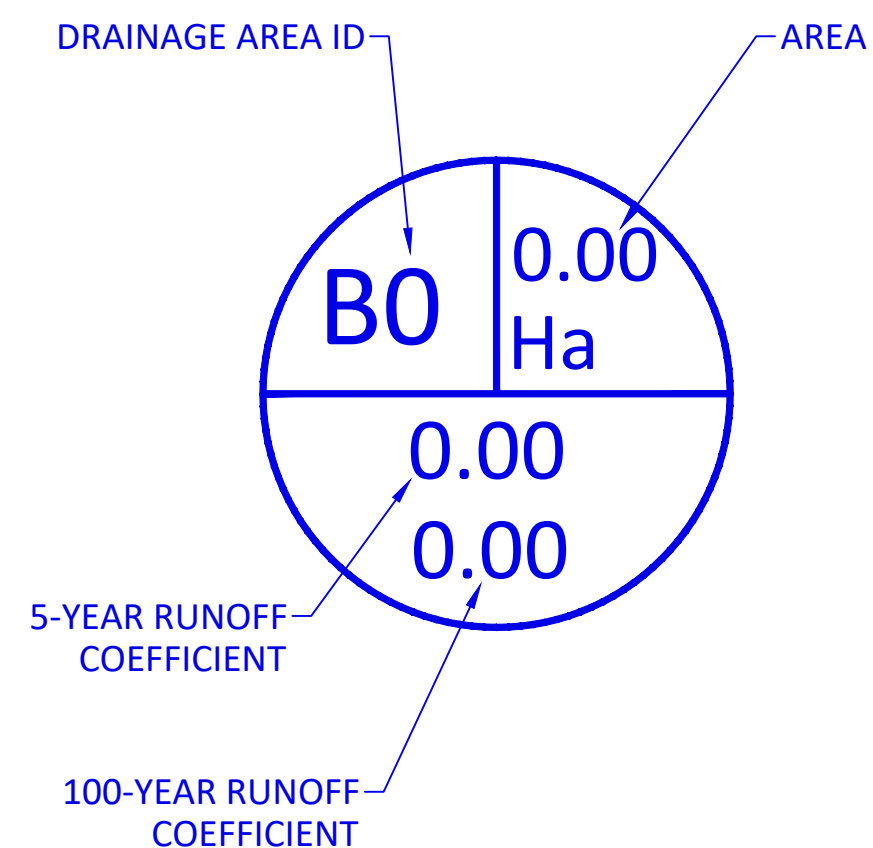 DRAINAGE AREA ID
AREA
B0
0.00
Ha
0.00
0.00
5-YEAR RUNOFF
COEFFICIENT
100-YEAR RUNOFF
COEFFICIENT